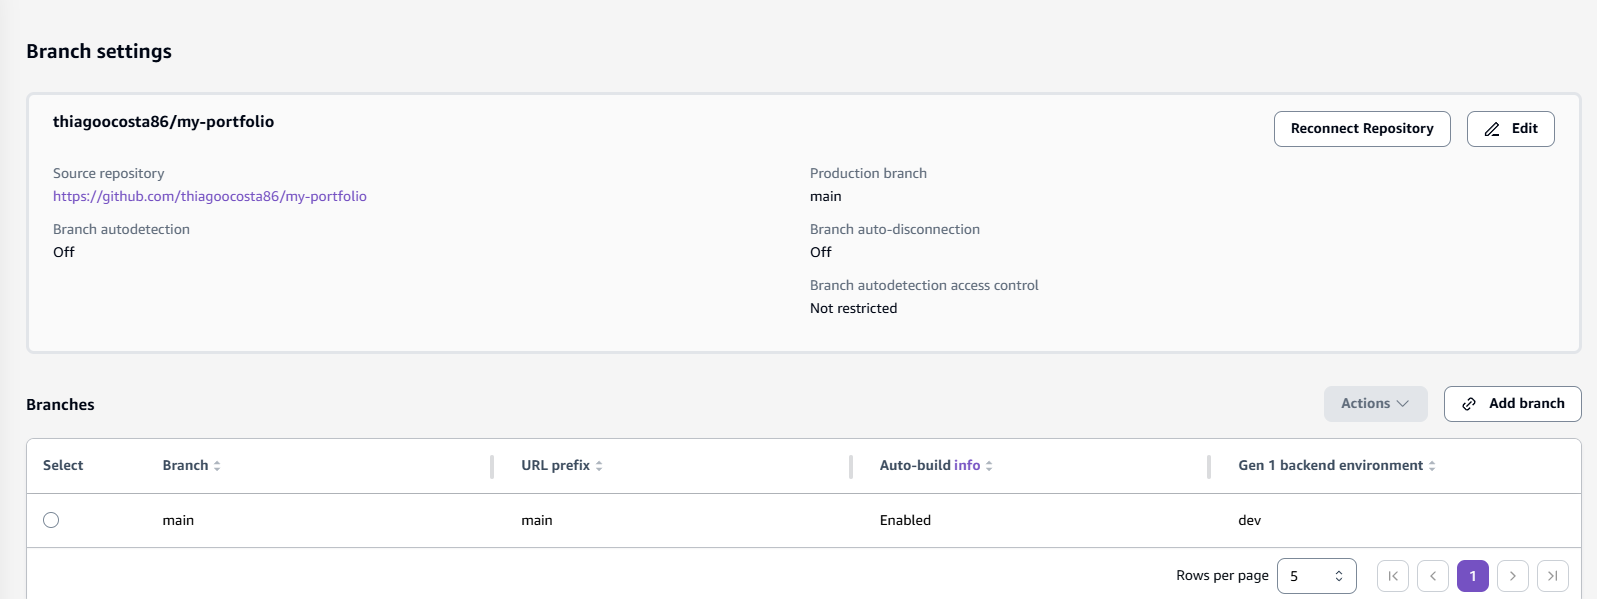 Branch settings
thiagoocosta86/my-portfolio
Reconnect Repository
Edit
Source repository
https://github.com/thiagoocosta86/my-portfolio
Production branch
main
Branch autodetection
Off
Branch auto-disconnection
Off
Branch autodetection access control
Not restricted
Branches
Actions
Add branch
Select Branch URL prefix Auto-build info Gen 1 backend environment
main main Enabled dev
Rows per page 5 1